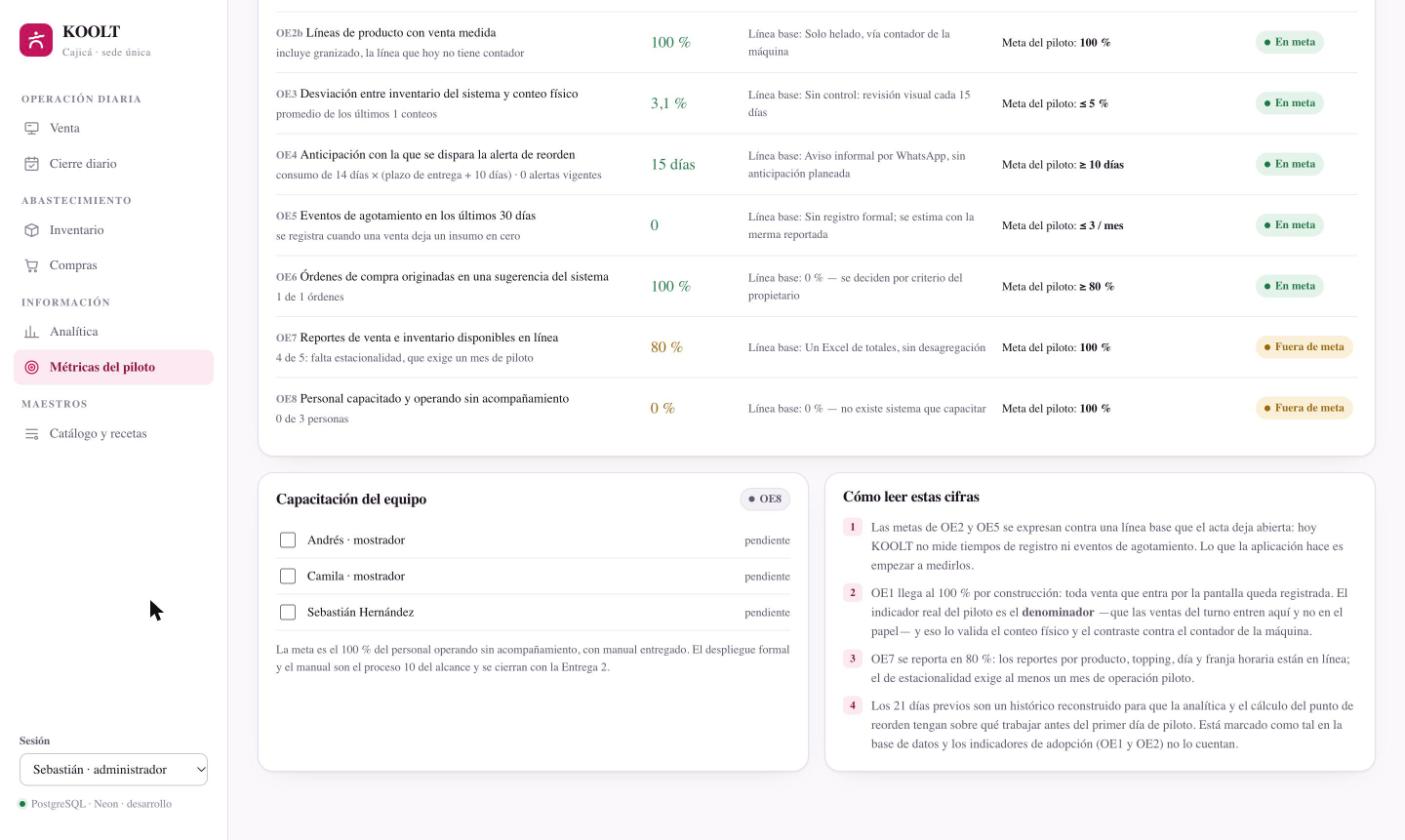 KOOLT
Cajicá · sede única
OPERACIÓN DIARIA
Venta
Cierre diario
ABASTECIMIENTO
Inventario
Compras
INFORMACIÓN
Analítica
Métricas del piloto
MAESTROS
Catálogo y recetas
Sesión
Sebastián · administrador
PostgreSQL · Neon · desarrollo
OE2b Líneas de producto con venta medida
incluye granizado, la línea que hoy no tiene contador
100 %
Línea base: Solo helado, vía contador de la
máquina
Meta del piloto: 100 %
En meta
OE3 Desviación entre inventario del sistema y conteo físico
promedio de los últimos 1 conteos
3,1 %
Línea base: Sin control: revisión visual cada 15
días
Meta del piloto: ≤ 5 %
En meta
OE4 Anticipación con la que se dispara la alerta de reorden
consumo de 14 días × (plazo de entrega + 10 días) · 0 alertas vigentes
15 días
Línea base: Aviso informal por WhatsApp, sin
anticipación planeada
Meta del piloto: ≥ 10 días
En meta
OE5 Eventos de agotamiento en los últimos 30 días
se registra cuando una venta deja un insumo en cero
0
Línea base: Sin registro formal; se estima con la
merma reportada
Meta del piloto: ≤ 3 / mes
En meta
OE6 Órdenes de compra originadas en una sugerencia del sistema
1 de 1 órdenes
100 %
Línea base: 0 % — se deciden por criterio del
propietario
Meta del piloto: ≥ 80 %
En meta
OE7 Reportes de venta e inventario disponibles en línea
4 de 5: falta estacionalidad, que exige un mes de piloto
80 %
Línea base: Un Excel de totales, sin desagregación
Meta del piloto: 100 %
Fuera de meta
OE8 Personal capacitado y operando sin acompañamiento
0 de 3 personas
0 %
Línea base: 0 % — no existe sistema que capacitar
Meta del piloto: 100 %
Fuera de meta
Capacitación del equipo
OE8
Andrés · mostrador
pendiente
Camila · mostrador
pendiente
Sebastián Hernández
pendiente
La meta es el 100 % del personal operando sin acompañamiento, con manual entregado. El despliegue formal
y el manual son el proceso 10 del alcance y se cierran con la Entrega 2.
Cómo leer estas cifras
1 Las metas de OE2 y OE5 se expresan contra una línea base que el acta deja abierta: hoy
KOOLT no mide tiempos de registro ni eventos de agotamiento. Lo que la aplicación hace es
empezar a medirlos.
2 OE1 llega al 100 % por construcción: toda venta que entra por la pantalla queda registrada. El
indicador real del piloto es el denominador —que las ventas del turno entren aquí y no en el
papel— y eso lo valida el conteo físico y el contraste contra el contador de la máquina.
3 OE7 se reporta en 80 %: los reportes por producto, topping, día y franja horaria están en línea;
el de estacionalidad exige al menos un mes de operación piloto.
4 Los 21 días previos son un histórico reconstruido para que la analítica y el cálculo del punto de
reorden tengan sobre qué trabajar antes del primer día de piloto. Está marcado como tal en la
base de datos y los indicadores de adopción (OE1 y OE2) no lo cuentan.